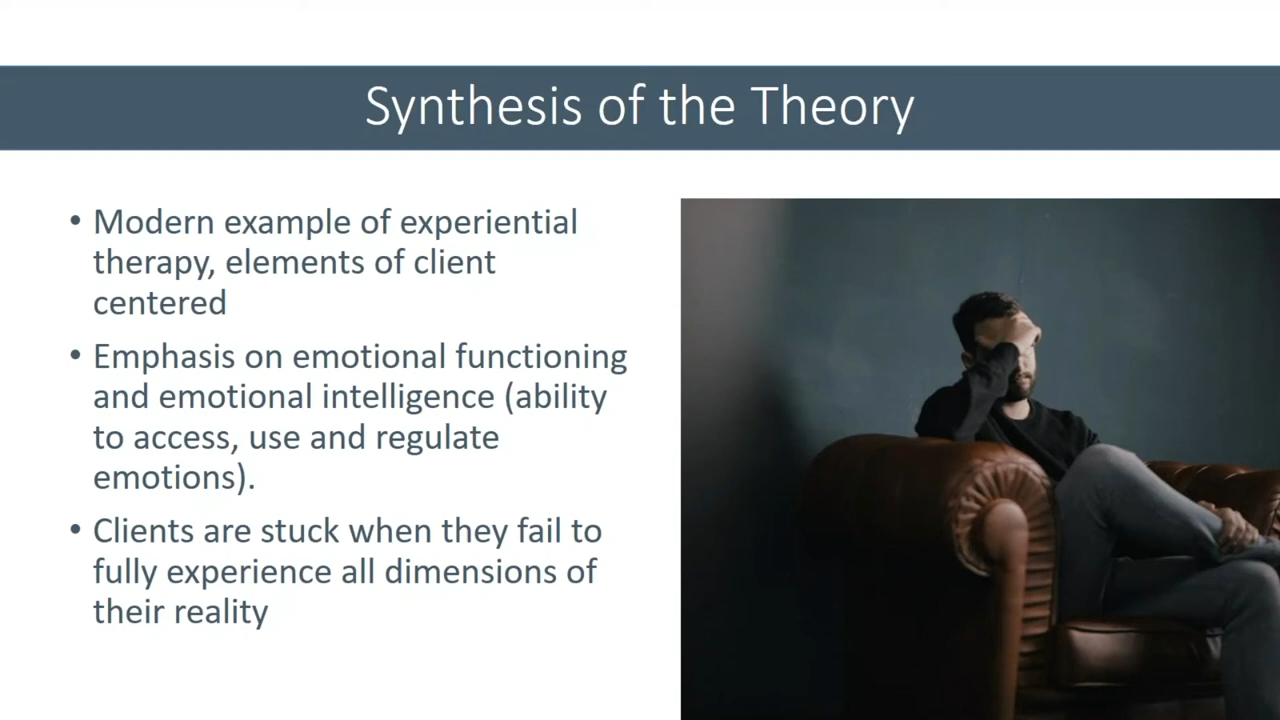 Synthesis of the Theory
• Modern example of experiential
therapy, elements of client
centered
• Emphasis on emotional functioning
and emotional intelligence (ability
to access, use and regulate
emotions).
• Clients are stuck when they fail to
fully experience all dimensions of
their reality